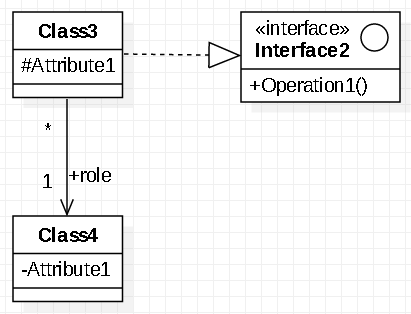 Class3
#Attribute1
«interface»
Interface2
+Operation1()
*
1
+role
Class4
-Attribute1